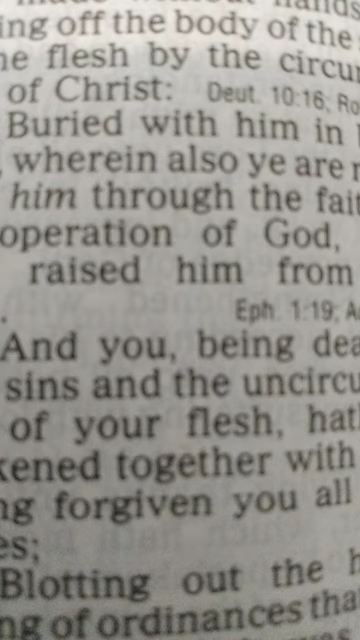 ing off the body of the
he flesh by the circum
of Christ: Deut. 10:16; Ro
Buried with him in
, wherein also ye are r
him through the fait
operation of God,
raised him from
. Eph. 1:19; A
And you, being dea
sins and the uncircu
of your flesh, hat
kened together with
ng forgiven you all
es;
Blotting out the h
ng of ordinances tha